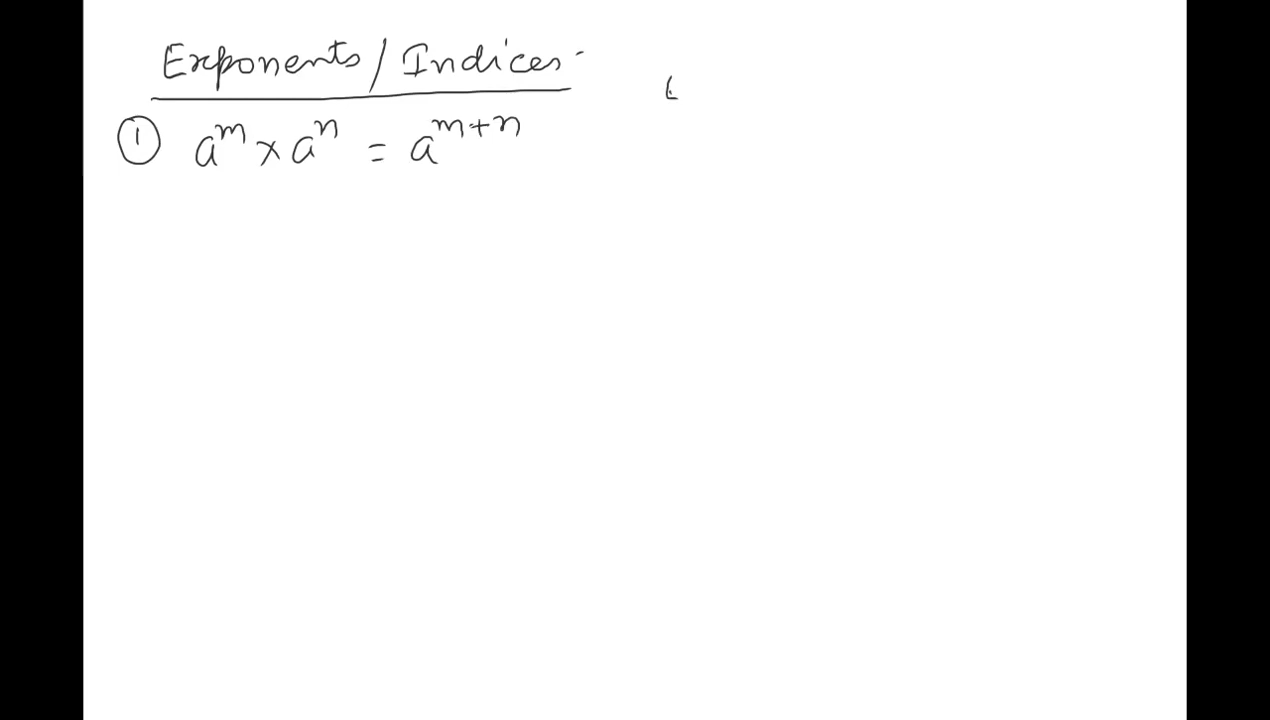 Exponents / Indices -
① a^m × a^n = a^{m+n}